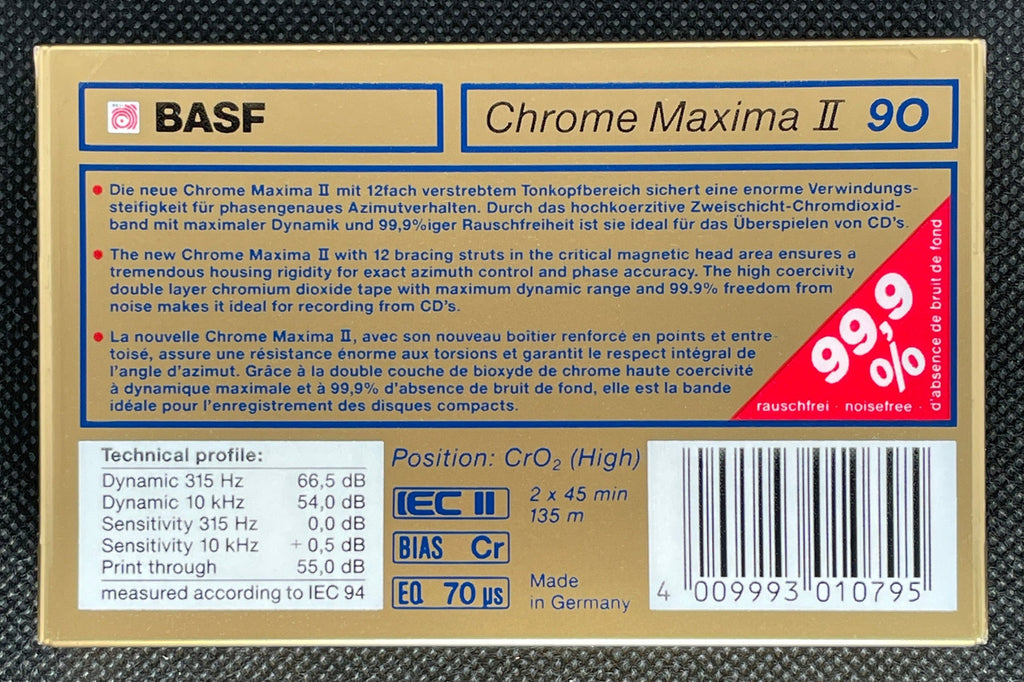 BASF
Chrome Maxima II 90
• Die neue Chrome Maxima II mit 12fach verstrebtem Tonkopfbereich sichert eine enorme Verwindungs-
steifigkeit für phasengenaues Azimutverhalten. Durch das hochkoerzitive Zweischicht-Chromdioxid-
band mit maximaler Dynamik und 99,9%iger Rauschfreiheit ist sie ideal für das Überspielen von CD's.
• The new Chrome Maxima II with 12 bracing struts in the critical magnetic head area ensures a
tremendous housing rigidity for exact azimuth control and phase accuracy. The high coercivity
double layer chromium dioxide tape with maximum dynamic range and 99.9% freedom from
noise makes it ideal for recording from CD's.
• La nouvelle Chrome Maxima II, avec son nouveau boîtier renforcé en points et entre-
toisé, assure une résistance énorme aux torsions et garantit le respect intégral de
l'angle d'azimut. Grâce à la double couche de bioxyde de chrome haute coercivité
à dynamique maximale et à 99,9% d'absence de bruit de fond, elle est la bande
idéale pour l'enregistrement des disques compacts.
99,9
%
rauschfrei · noisefree · d'absence de bruit de fond
Technical profile:
Dynamic 315 Hz 66,5 dB
Dynamic 10 kHz 54,0 dB
Sensitivity 315 Hz 0,0 dB
Sensitivity 10 kHz + 0,5 dB
Print through 55,0 dB
measured according to IEC 94
Position: CrO₂ (High)
IEC II
2 x 45 min
135 m
BIAS Cr
EQ 70 µs
Made
in Germany
4 009993 010795